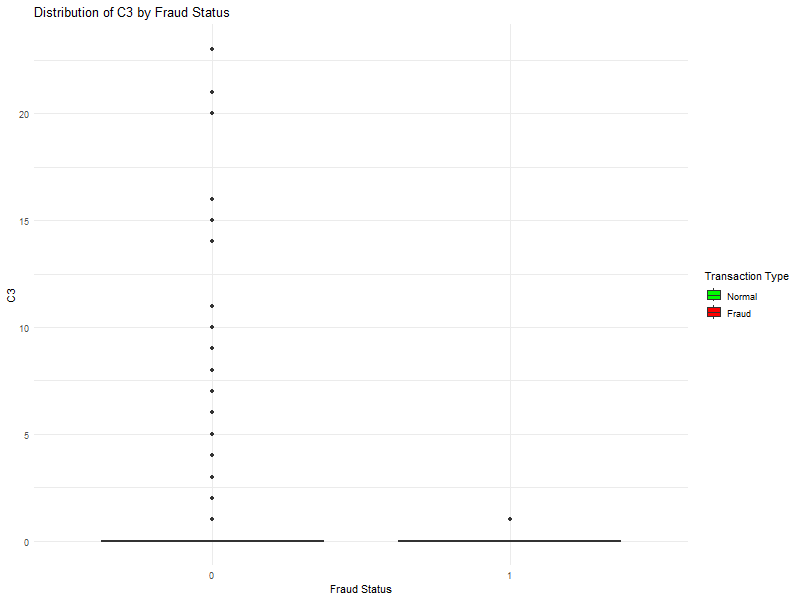 Distribution of C3 by Fraud Status
20
15
10
5
0
C3
0
1
Fraud Status
Transaction Type
Normal
Fraud